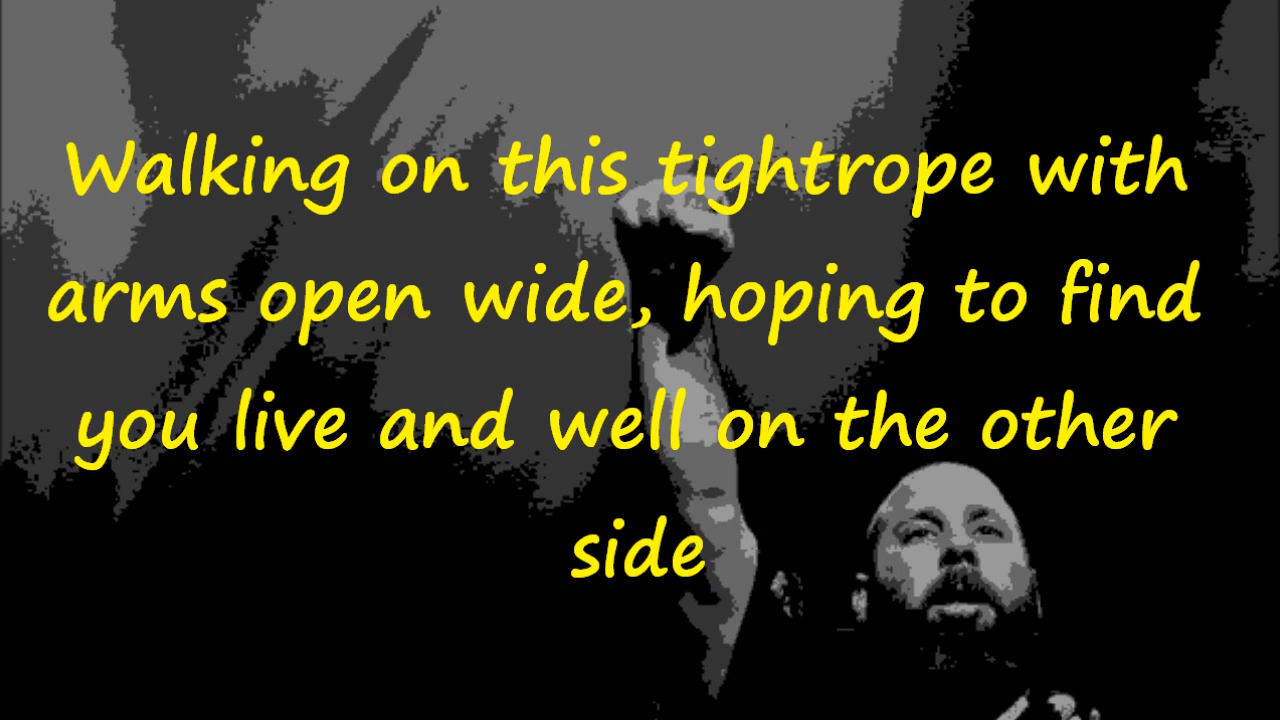 Walking on this tightrope with
arms open wide, hoping to find
you live and well on the other
side